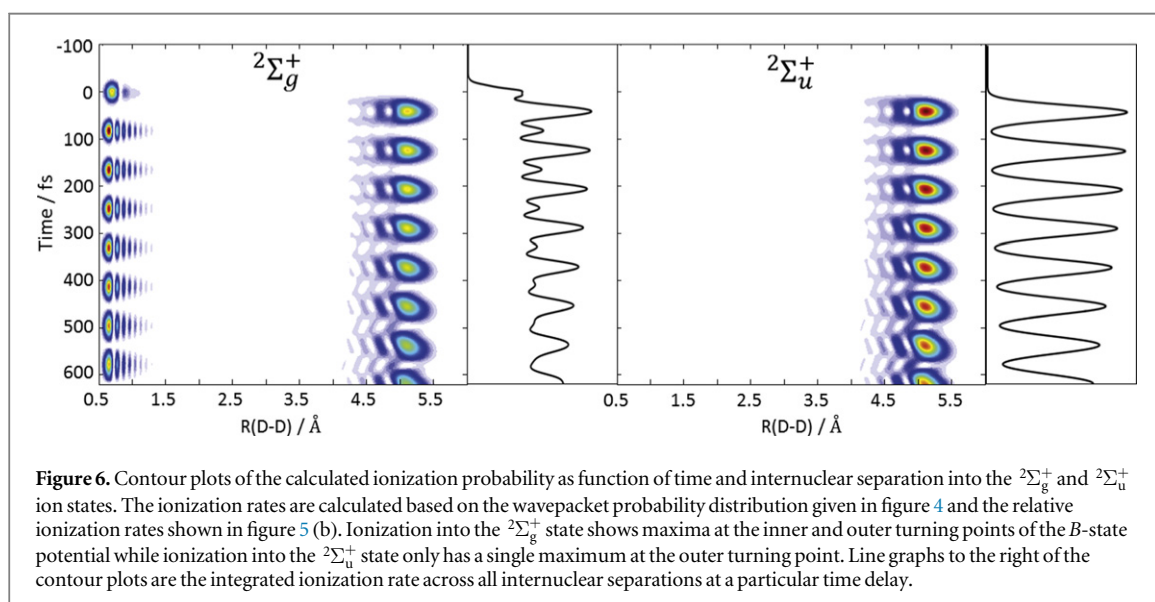 -100
0
100
200
300
400
500
600
Time / fs
²Σ_g^+
²Σ_u^+
0.5 1.5 2.5 3.5 4.5 5.5
R(D-D) / Å
0.5 1.5 2.5 3.5 4.5 5.5
R(D-D) / Å
Figure 6. Contour plots of the calculated ionization probability as function of time and internuclear separation into the ²Σ_g^+ and ²Σ_u^+
ion states. The ionization rates are calculated based on the wavepacket probability distribution given in figure 4 and the relative
ionization rates shown in figure 5 (b). Ionization into the ²Σ_g^+ state shows maxima at the inner and outer turning points of the B-state
potential while ionization into the ²Σ_u^+ state only has a single maximum at the outer turning point. Line graphs to the right of the
contour plots are the integrated ionization rate across all internuclear separations at a particular time delay.